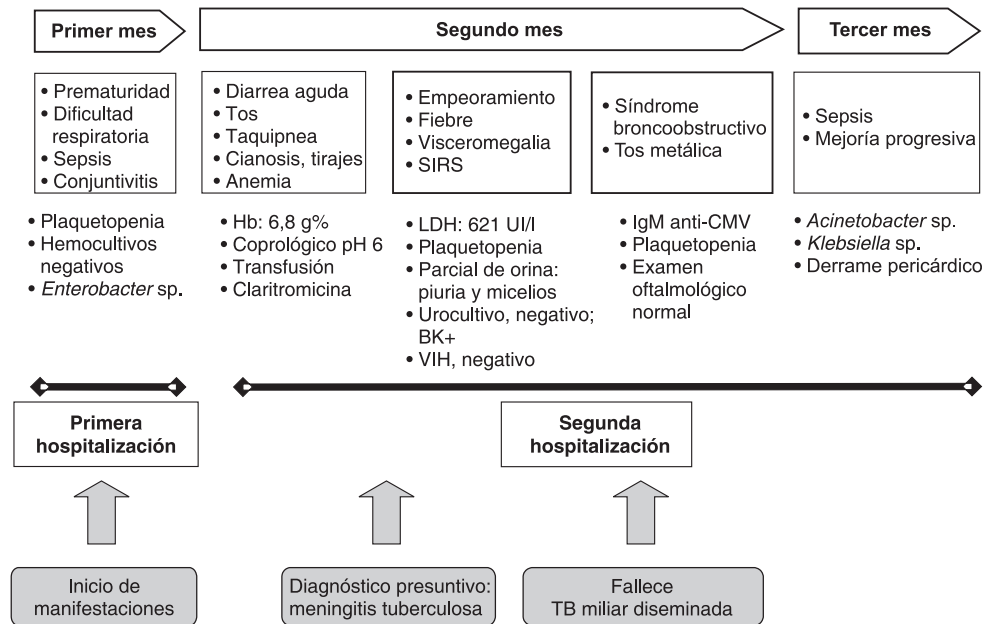 Primer mes
Segundo mes
Tercer mes
• Prematuridad
• Dificultad
respiratoria
• Sepsis
• Conjuntivitis
• Diarrea aguda
• Tos
• Taquipnea
• Cianosis, tirajes
• Anemia
• Empeoramiento
• Fiebre
• Visceromegalia
• SIRS
• Síndrome
broncoobstructivo
• Tos metálica
• Sepsis
• Mejoría progresiva
• Plaquetopenia
• Hemocultivos
negativos
• Enterobacter sp.
• Hb: 6,8 g%
• Coprológico pH 6
• Transfusión
• Claritromicina
• LDH: 621 UI/l
• Plaquetopenia
• Parcial de orina:
piuria y micelios
• Urocultivo, negativo;
BK+
• VIH, negativo
• IgM anti-CMV
• Plaquetopenia
• Examen
oftalmológico
normal
• Acinetobacter sp.
• Klebsiella sp.
• Derrame pericárdico
Primera
hospitalización
Segunda
hospitalización
Inicio de
manifestaciones
Diagnóstico presuntivo:
meningitis tuberculosa
Fallece
TB miliar diseminada